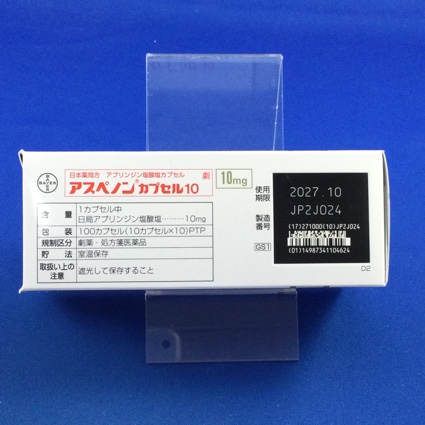 BAYER
日本薬局方 アプリンジン塩酸塩カプセル
劇
アスペノン®カプセル10
10mg
含量
1カプセル中
日局アプリンジン塩酸塩………10mg
包装
100カプセル(10カプセル×10)PTP
規制区分
劇薬・処方箋医薬品
貯法
室温保存
取扱い上の注意
遮光して保存すること
使用
期限
2027.10
製造
番号
JP2J024
(17)271000(10)JP2J024
GS1
(01)14987341104624
D2